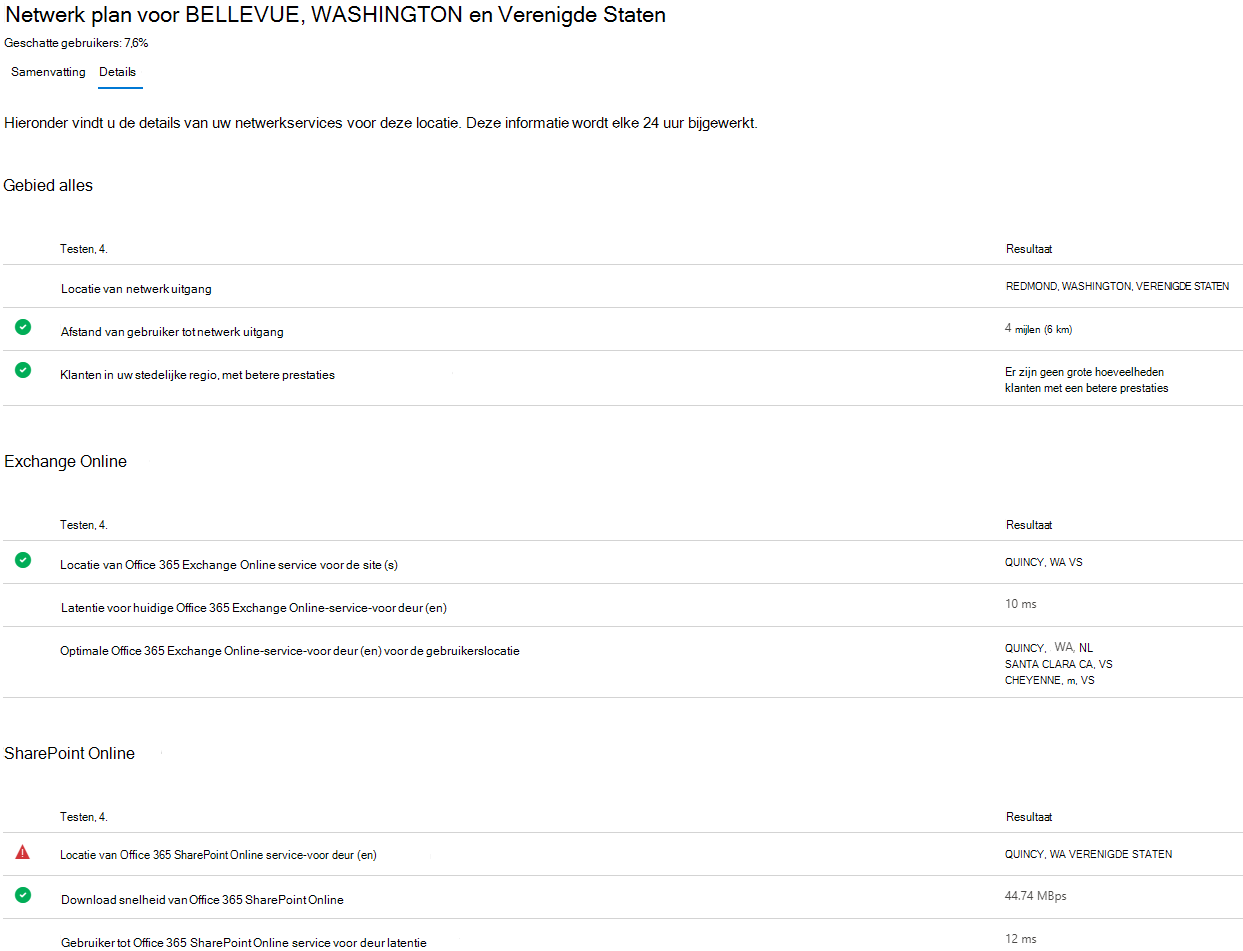 Netwerk plan voor BELLEVUE, WASHINGTON en Verenigde Staten
Geschatte gebruikers: 7,6%
Samenvatting Details
Hieronder vindt u de details van uw netwerkservices voor deze locatie. Deze informatie wordt elke 24 uur bijgewerkt.
Gebied alles
Testen, 4. Resultaat
Locatie van netwerk uitgang REDMOND, WASHINGTON, VERENIGDE STATEN
Afstand van gebruiker tot netwerk uitgang 4 mijlen (6 km)
Klanten in uw stedelijke regio, met betere prestaties Er zijn geen grote hoeveelheden
klanten met een betere prestaties
Exchange Online
Testen, 4. Resultaat
Locatie van Office 365 Exchange Online service voor de site (s) QUINCY, WA VS
Latentie voor huidige Office 365 Exchange Online-service-voor deur (en) 10 ms
Optimale Office 365 Exchange Online-service-voor deur (en) voor de gebruikerslocatie QUINCY, WA, NL
SANTA CLARA CA, VS
CHEYENNE, m, VS
SharePoint Online
Testen, 4. Resultaat
Locatie van Office 365 SharePoint Online service-voor deur (en) QUINCY, WA VERENIGDE STATEN
Download snelheid van Office 365 SharePoint Online 44.74 MBps
Gebruiker tot Office 365 SharePoint Online service voor deur latentie 12 ms